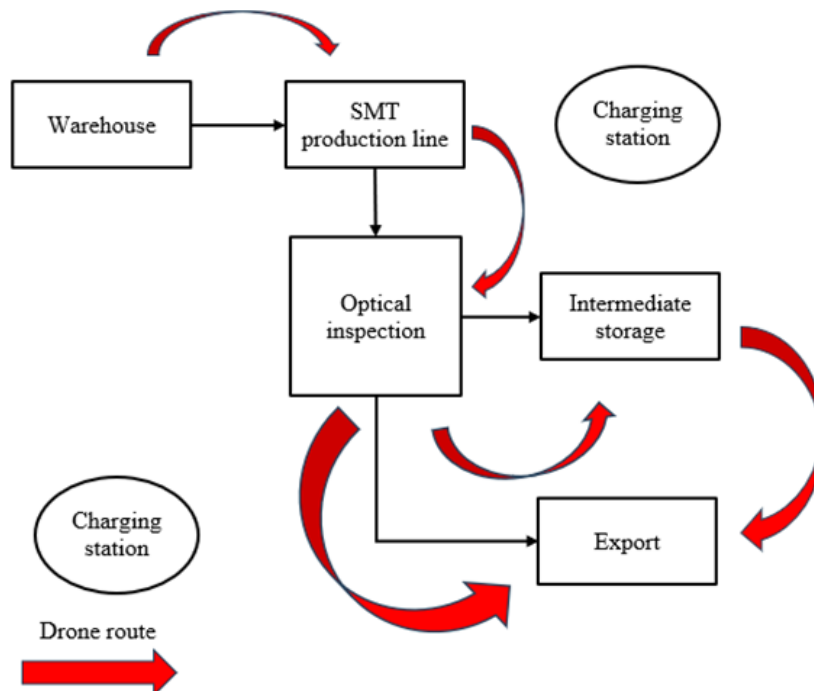 Warehouse
SMT
production line
Charging
station
Optical
inspection
Intermediate
storage
Charging
station
Export
Drone route